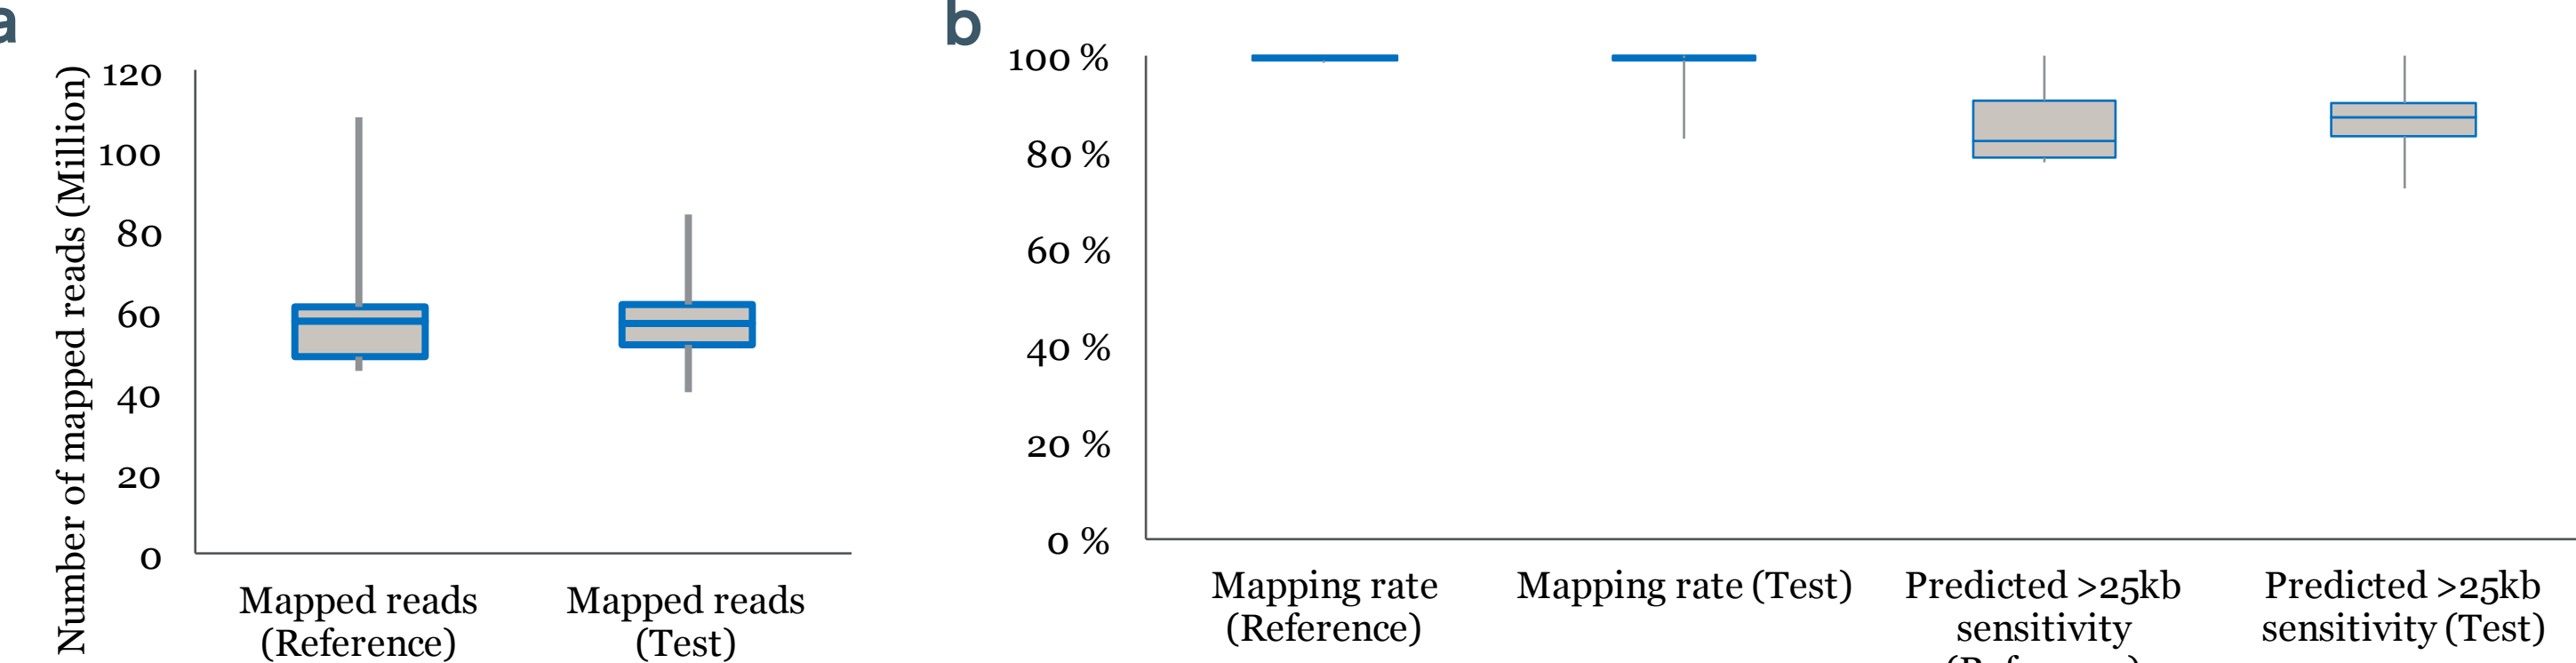 a
Number of mapped reads (Million)
120
100
80
60
40
20
0
Mapped reads
(Reference)
Mapped reads
(Test)
b
100 %
80 %
60 %
40 %
20 %
0 %
Mapping rate
(Reference)
Mapping rate (Test)
Predicted >25kb
sensitivity
Predicted >25kb
sensitivity (Test)